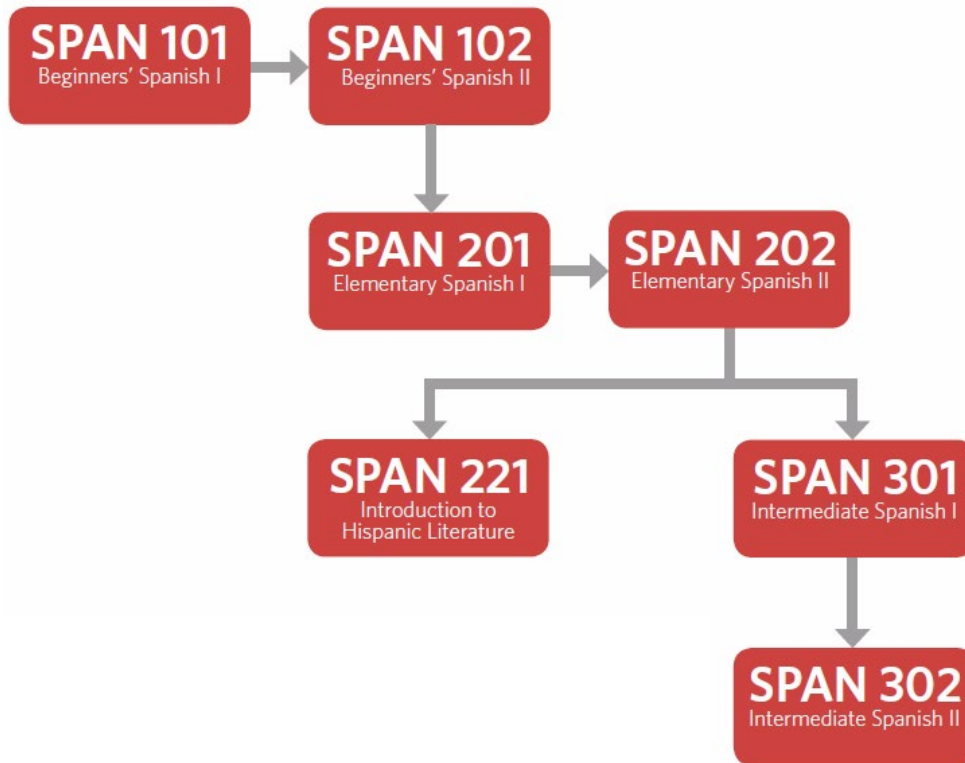 SPAN 101
Beginners’ Spanish I
SPAN 102
Beginners’ Spanish II
SPAN 201
Elementary Spanish I
SPAN 202
Elementary Spanish II
SPAN 221
Introduction to
Hispanic Literature
SPAN 301
Intermediate Spanish I
SPAN 302
Intermediate Spanish II